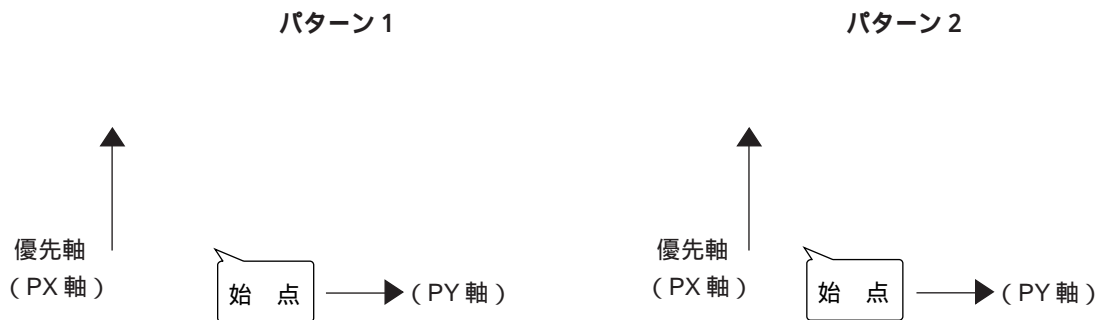 パターン 1
パターン 2
優先軸
( PX 軸 )
始 点
( PY 軸 )
優先軸
( PX 軸 )
始 点
( PY 軸 )